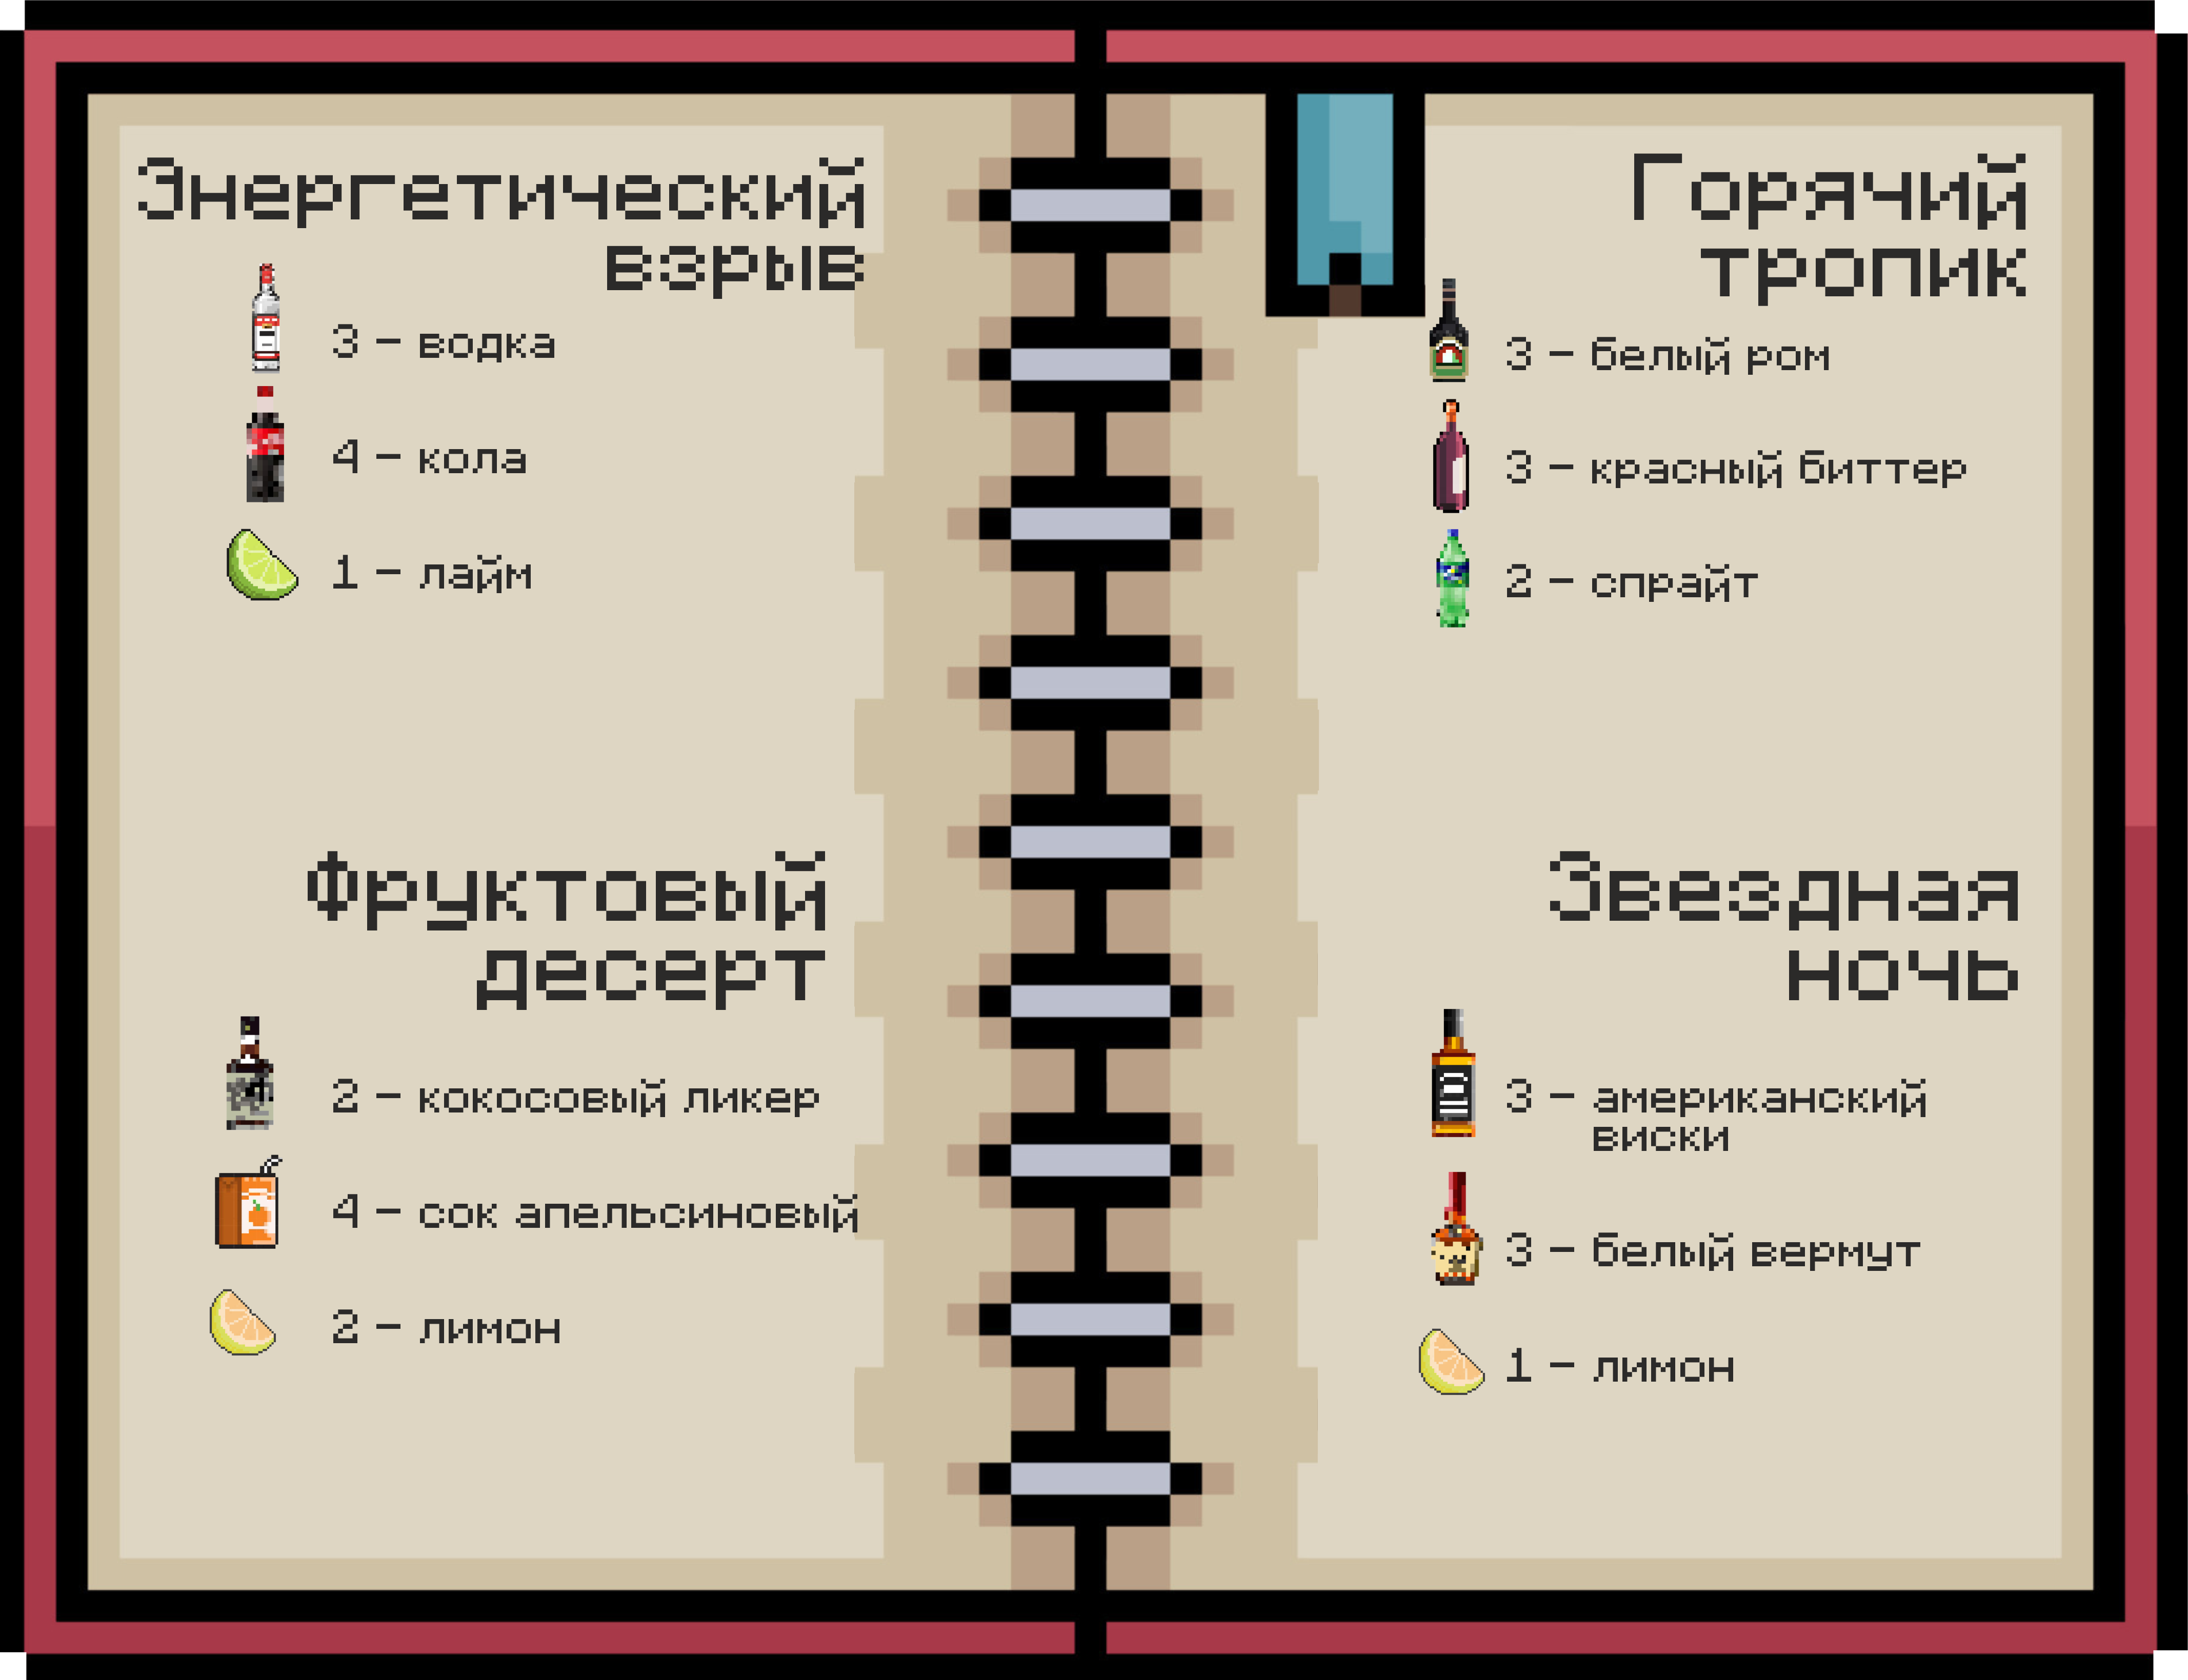 Энергетический
взрыв
3 - водка
4 - кола
1 - лайм
Фруктовый
десерт
2 - кокосовый ликер
4 - сок апельсиновый
2 - лимон
Горячий
тропик
3 - белый ром
3 - красный биттер
2 - спрайт
Звездная
ночь
3 - американский
виски
3 - белый вермут
1 - лимон